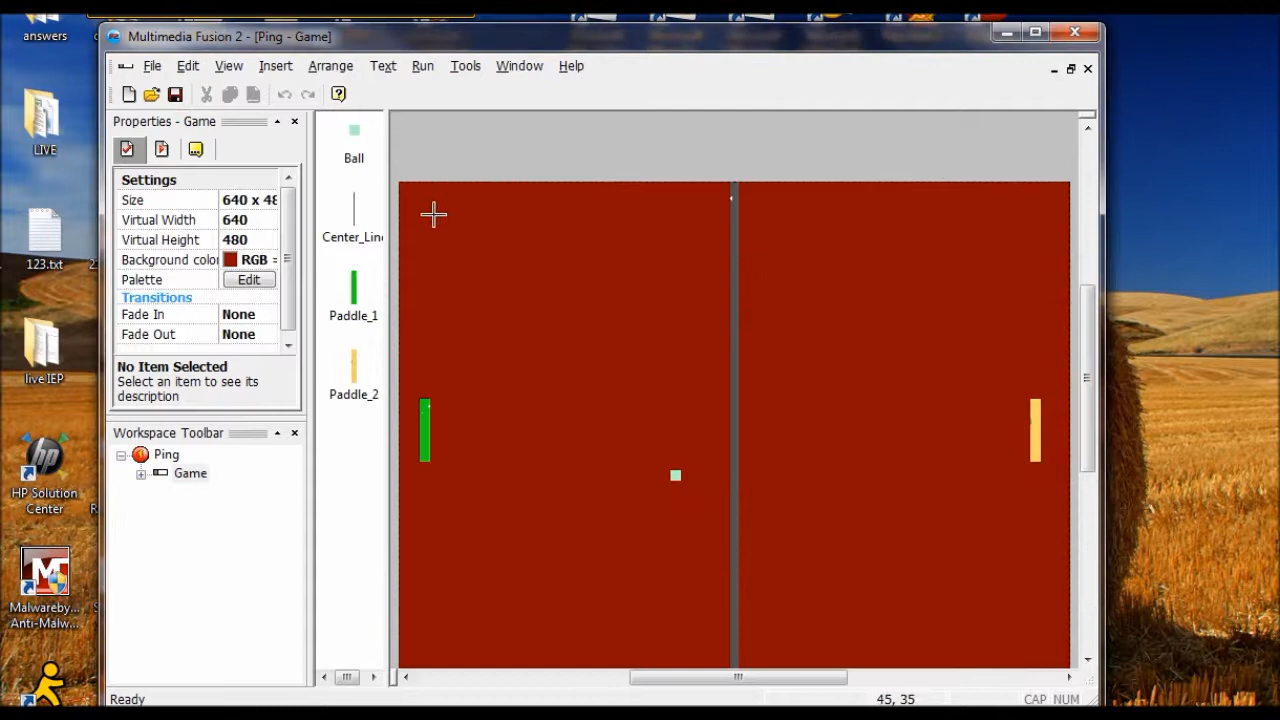 answers
LIVE
123.txt
live IEP
HP Solution
Center
Malwareby...
Anti-Malw...
Multimedia Fusion 2 - [Ping - Game]
File Edit View Insert Arrange Text Run Tools Window Help
Properties - Game
Settings
Size 640 x 48
Virtual Width 640
Virtual Height 480
Background color RGB =
Palette Edit
Transitions
Fade In None
Fade Out None
No Item Selected
Select an item to see its
description
Workspace Toolbar
Ping
Game
Ball
Center_Line
Paddle_1
Paddle_2
Ready
45, 35
CAP NUM